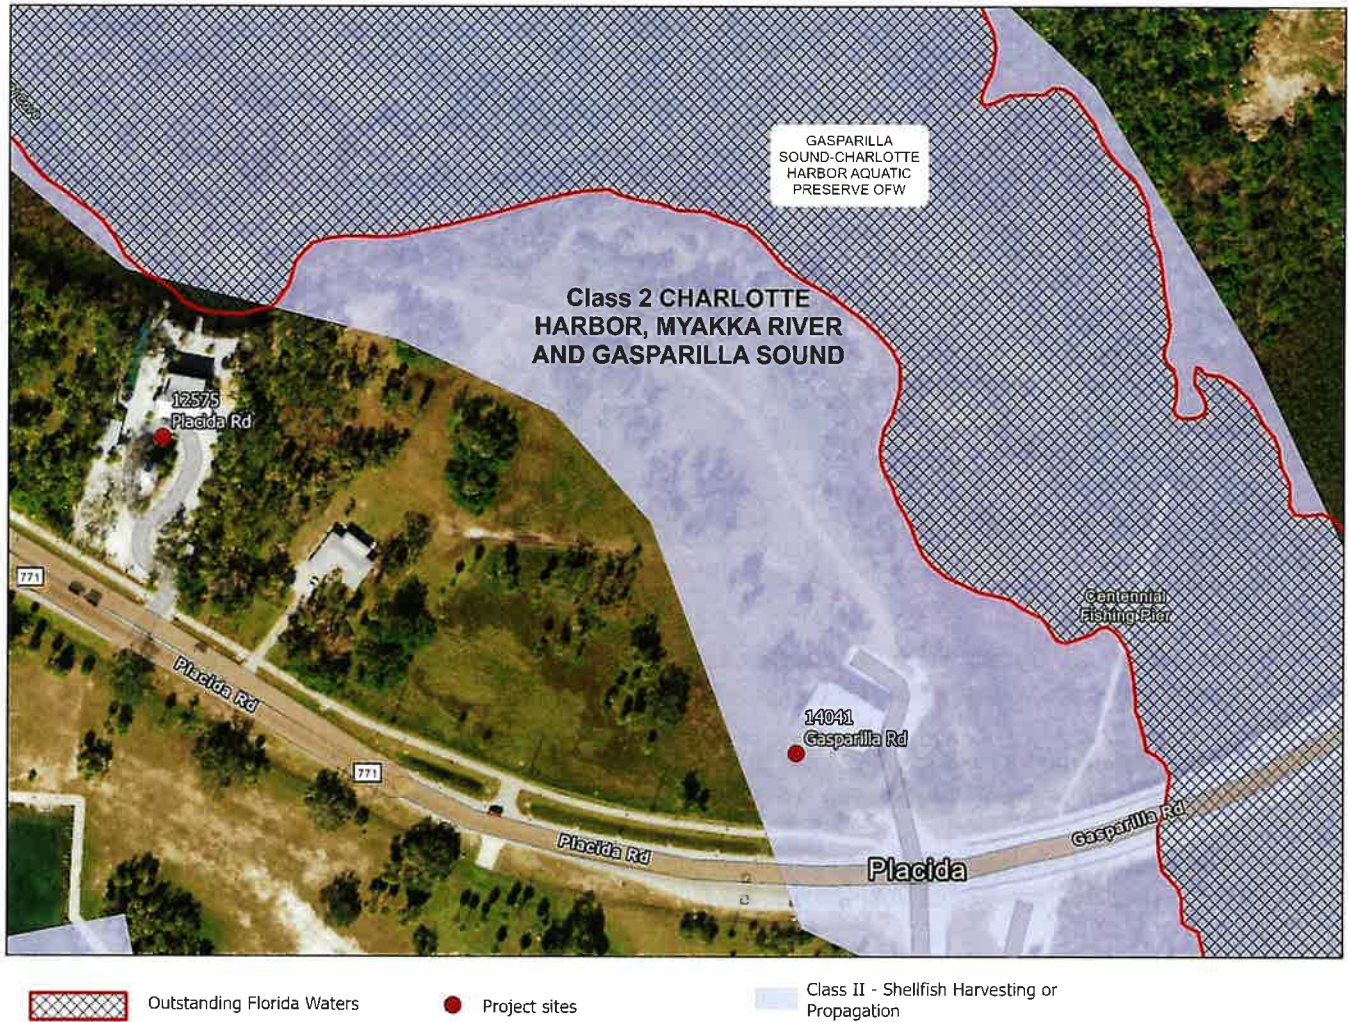 GASPARILLA
SOUND-CHARLOTTE
HARBOR AQUATIC
PRESERVE OFW
Class 2 CHARLOTTE
HARBOR, MYAKKA RIVER
AND GASPARILLA SOUND
12575
Placida Rd
771
Centennial
Fishing Pier
Placida Rd
14041
Gasparilla Rd
771
Gasparilla Rd
Placida Rd
Placida
Outstanding Florida Waters
Project sites
Class II - Shellfish Harvesting or
Propagation